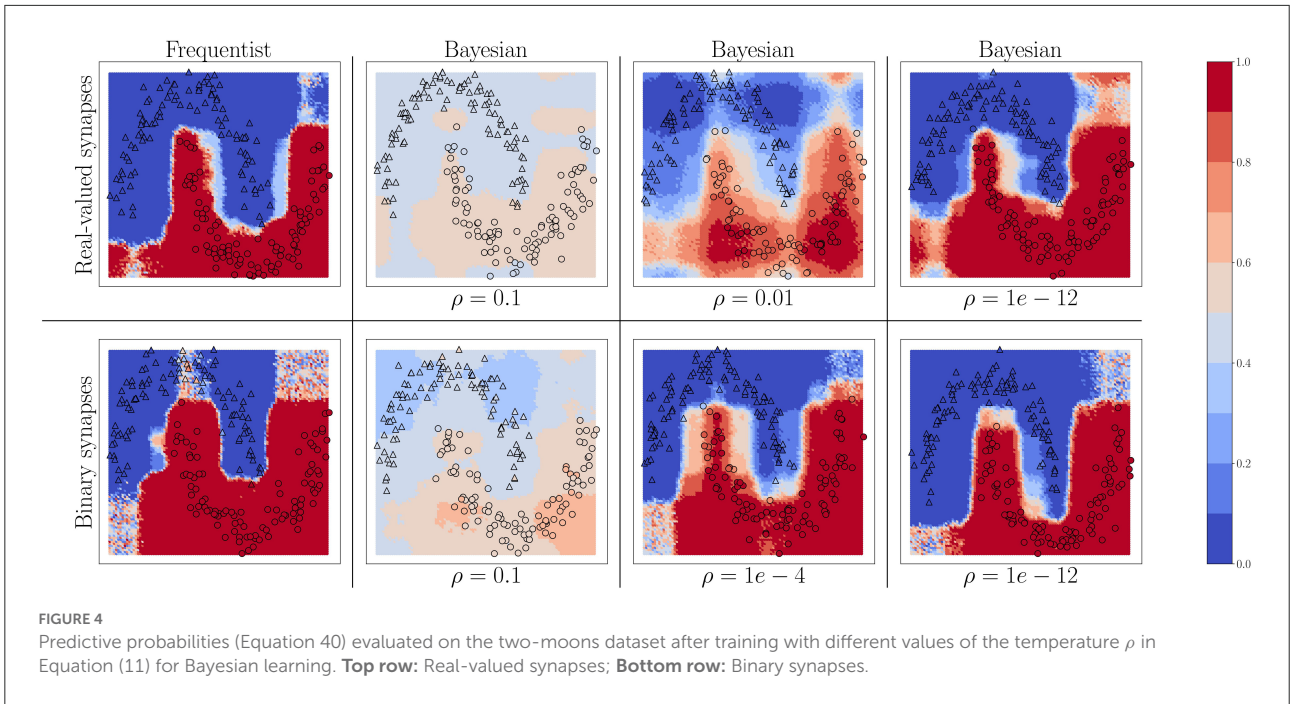 Frequentist
Bayesian
Bayesian
Bayesian
Real-valued synapses
ρ = 0.1
ρ = 0.01
ρ = 1e − 12
Binary synapses
ρ = 0.1
ρ = 1e − 4
ρ = 1e − 12
1.0
0.8
0.6
0.4
0.2
0.0
FIGURE 4
Predictive probabilities (Equation 40) evaluated on the two-moons dataset after training with different values of the temperature ρ in
Equation (11) for Bayesian learning. Top row: Real-valued synapses; Bottom row: Binary synapses.